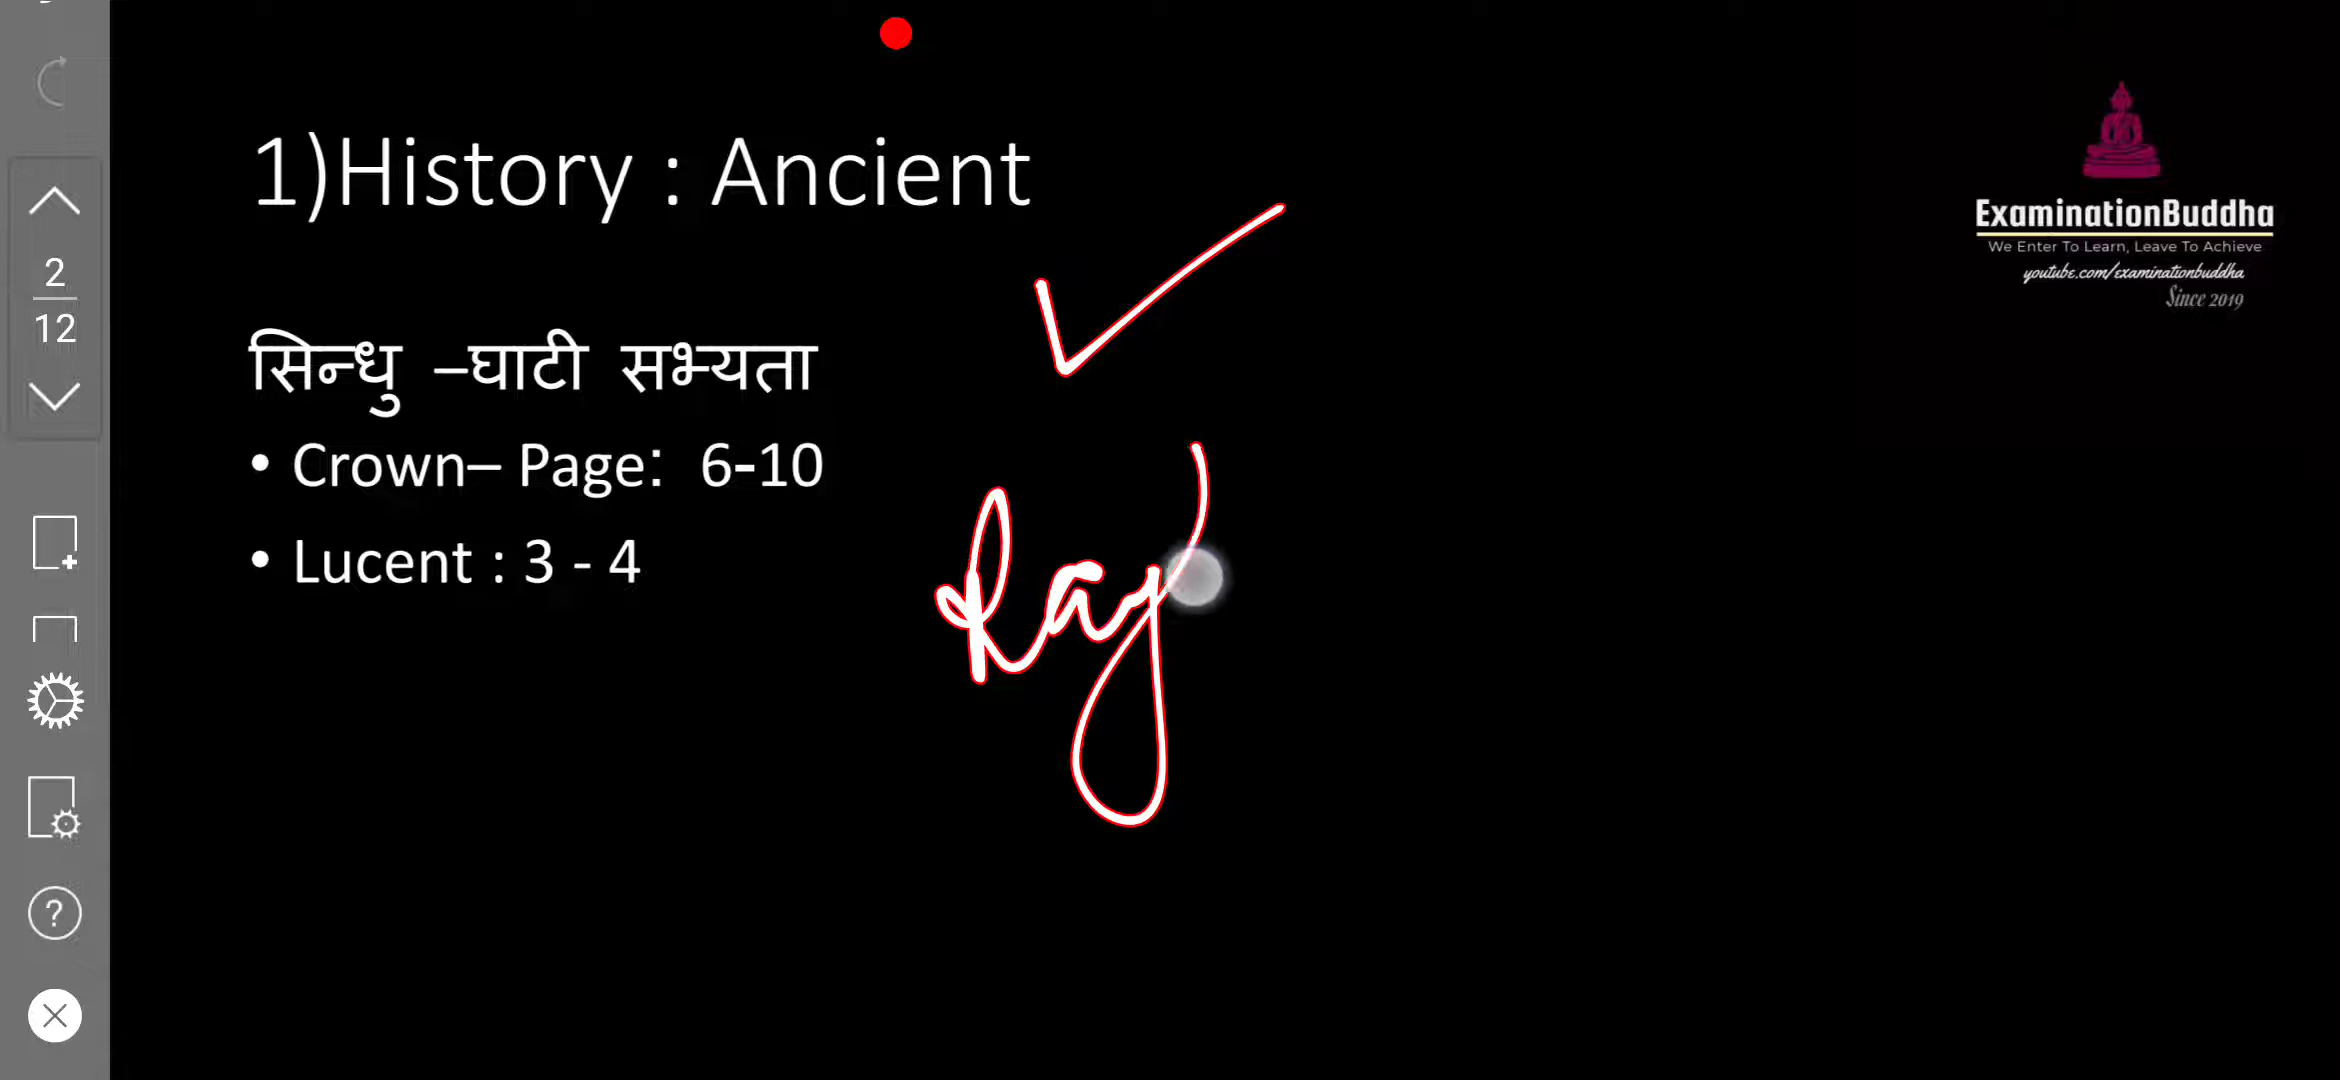 1)History : Ancient
ExaminationBuddha
We Enter To Learn, Leave To Achieve
youtube.com/examinationbuddha
Since 2019
2
12
सिन्धु –घाटी सभ्यता
• Crown– Page: 6-10
• Lucent : 3 - 4
Raj
?